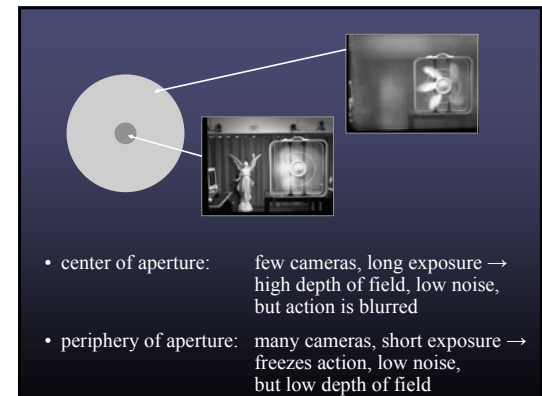 • center of aperture: few cameras, long exposure →
high depth of field, low noise,
but action is blurred
• periphery of aperture: many cameras, short exposure →
freezes action, low noise,
but low depth of field